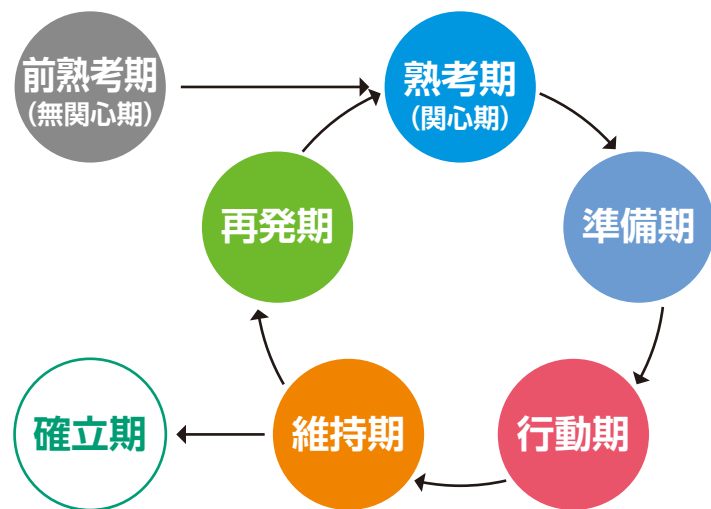 前熟考期
(無関心期)
熟考期
(関心期)
再発期
準備期
確立期
維持期
行動期